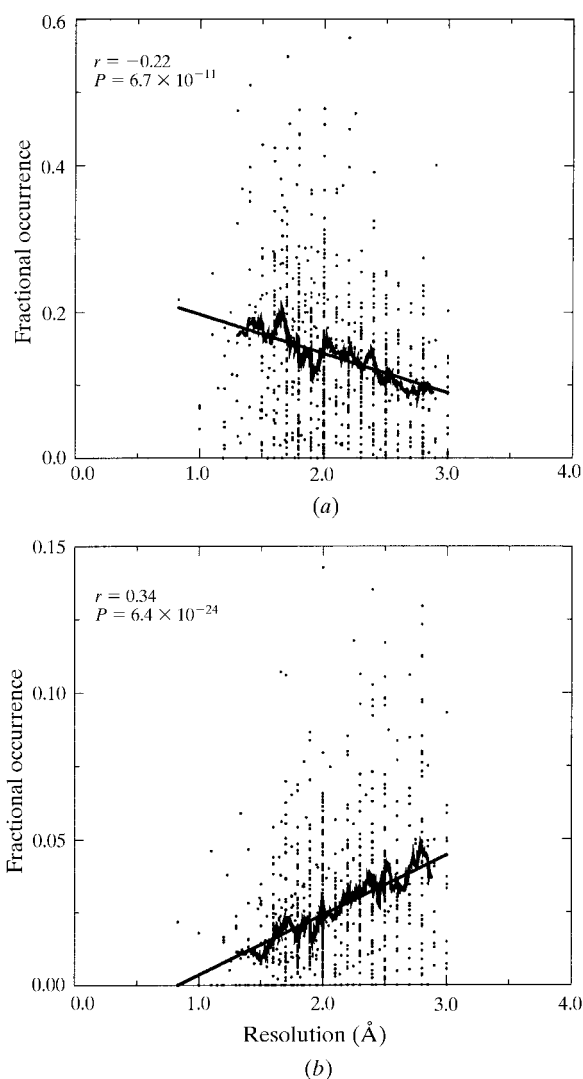 0.6
r = −0.22
P = 6.7 × 10⁻¹¹
0.4
Fractional occurrence
0.2
0.0
0.0 1.0 2.0 3.0 4.0
(a)
0.15
r = 0.34
P = 6.4 × 10⁻²⁴
0.10
Fractional occurrence
0.05
0.00
0.0 1.0 2.0 3.0 4.0
Resolution (Å)
(b)